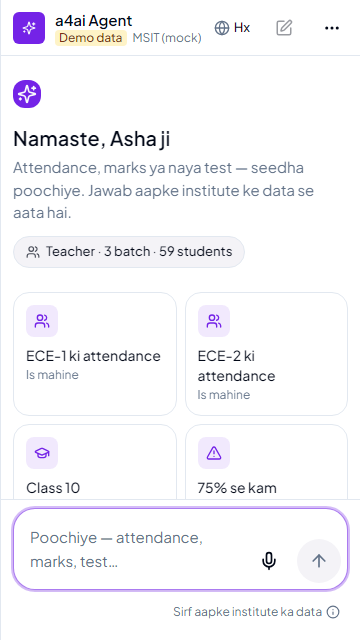 a4ai Agent
Demo data MSIT (mock)
Hx
Namaste, Asha ji
Attendance, marks ya naya test — seedha
poochiye. Jawab aapke institute ke data se
aata hai.
Teacher · 3 batch · 59 students
ECE-1 ki attendance
Is mahine
ECE-2 ki
attendance
Is mahine
Class 10
75% se kam
Poochiye — attendance,
marks, test…
Sirf aapke institute ka data